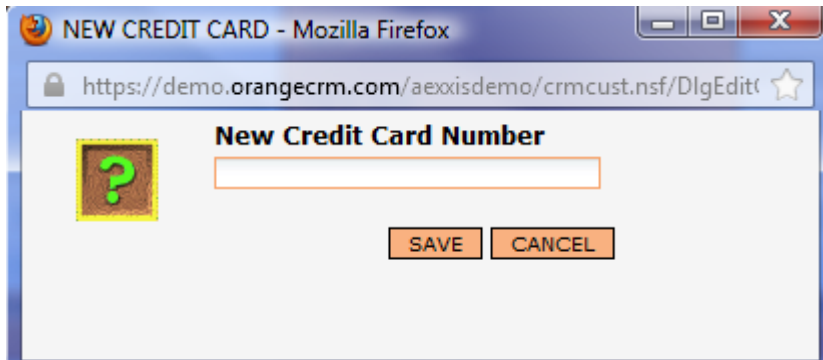 NEW CREDIT CARD - Mozilla Firefox
https://demo.orangecrm.com/aexxisdemo/crmcust.nsf/DlgEdit
New Credit Card Number
?
SAVE CANCEL